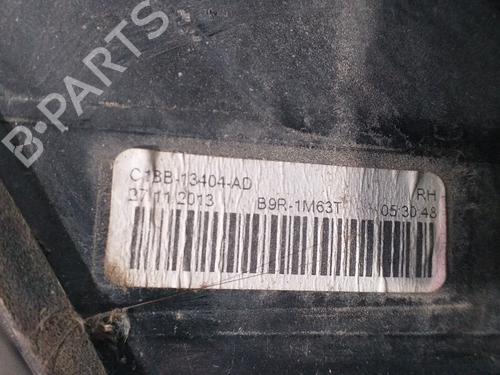 B-PARTS
C1BB-13404-AD RH
27.11.2013 B9R-1M63T 05:30:48